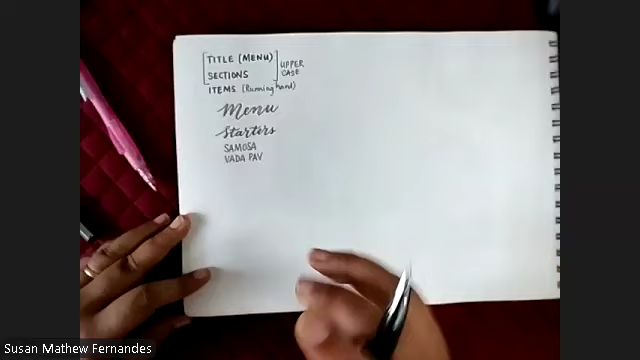 TITLE (MENU)
SECTIONS
UPPER
CASE
ITEMS (Running hand)
Menu
Starters
SAMOSA
VADA PAV
Susan Mathew Fernandes